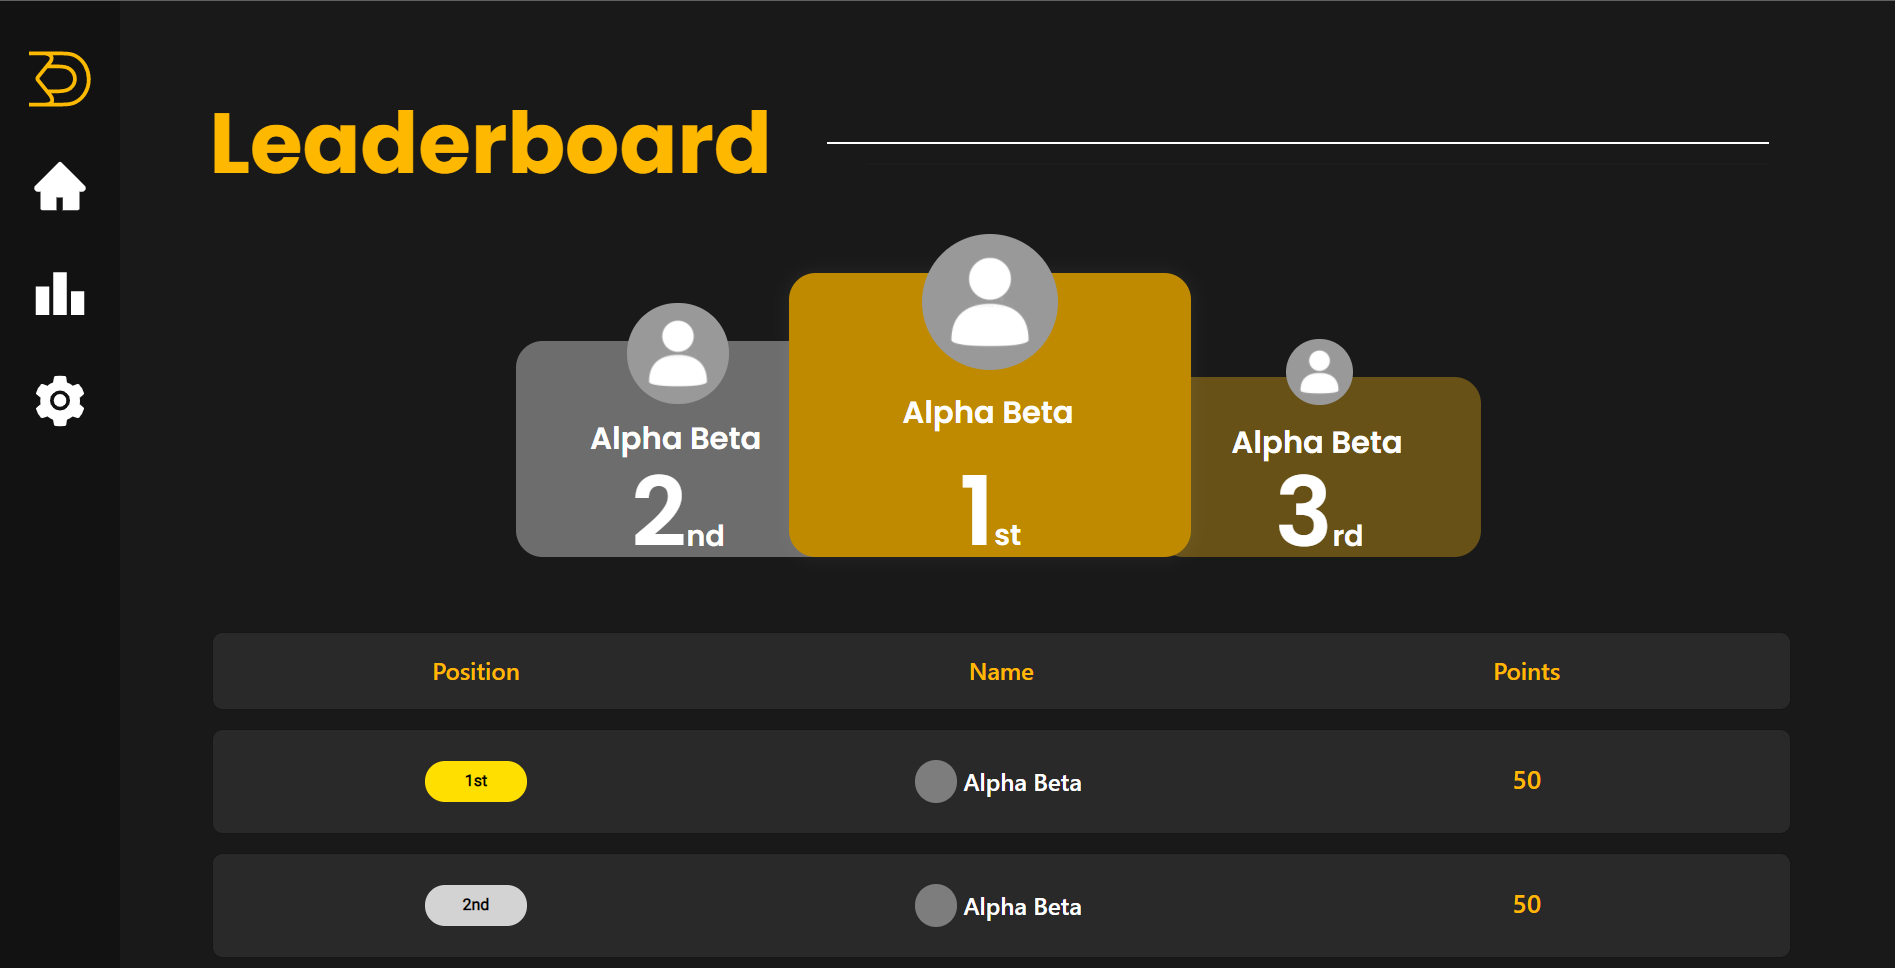 Leaderboard
Alpha Beta
2nd
Alpha Beta
1st
Alpha Beta
3rd
Position Name Points
1st Alpha Beta 50
2nd Alpha Beta 50